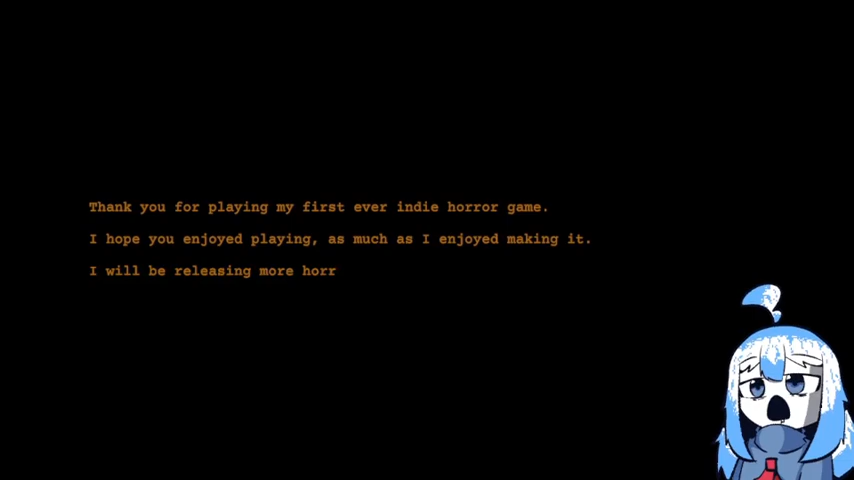 Thank you for playing my first ever indie horror game.
I hope you enjoyed playing, as much as I enjoyed making it.
I will be releasing more horr